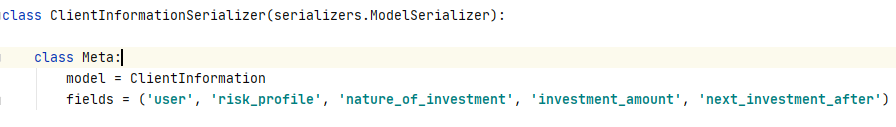 class ClientInformationSerializer(serializers.ModelSerializer):
class Meta:
model = ClientInformation
fields = ('user', 'risk_profile', 'nature_of_investment', 'investment_amount', 'next_investment_after')